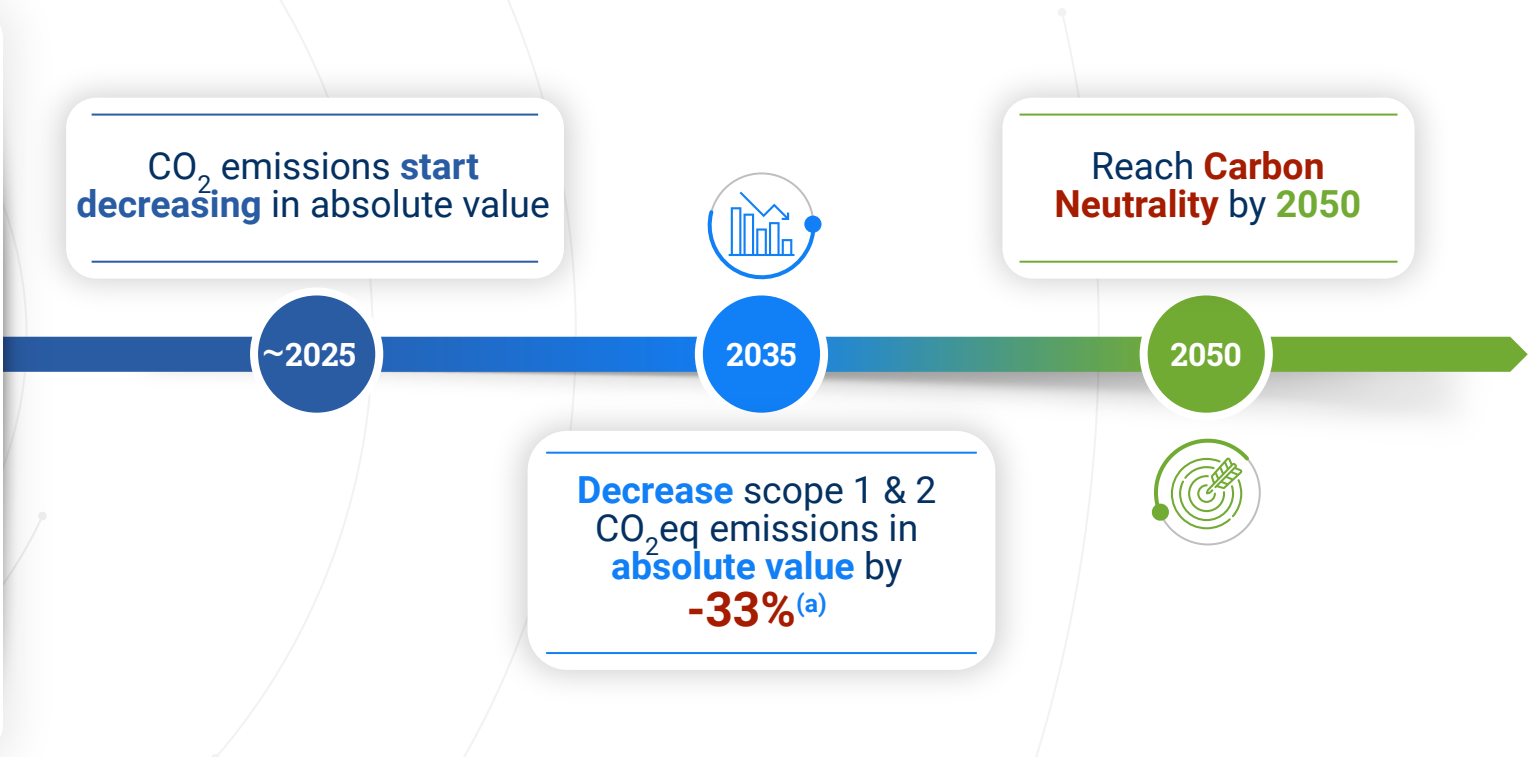 CO₂ emissions start
decreasing in absolute value
~2025
2035
Decrease scope 1 & 2
CO₂eq emissions in
absolute value by
-33%(a)
Reach Carbon
Neutrality by 2050
2050